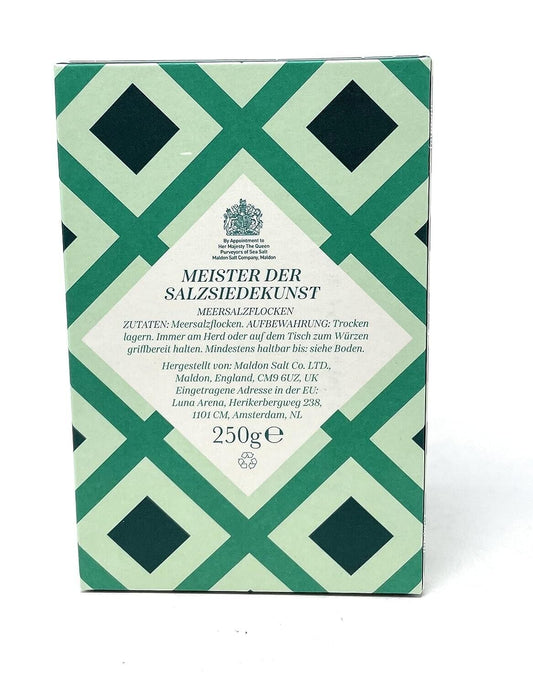 By Appointment to
Her Majesty The Queen
Purveyors of Sea Salt
Maldon Salt Company, Maldon
MEISTER DER
SALZSIEDEKUNST
MEERSALZFLOCKEN
ZUTATEN: Meersalzflocken. AUFBEWAHRUNG: Trocken
lagern. Immer am Herd oder auf dem Tisch zum Würzen
griffbereit halten. Mindestens haltbar bis: siehe Boden.
Hergestellt von: Maldon Salt Co. LTD.,
Maldon, England, CM9 6UZ, UK
Eingetragene Adresse in der EU:
Luna Arena, Herikerbergweg 238,
1101 CM, Amsterdam, NL
250g℮